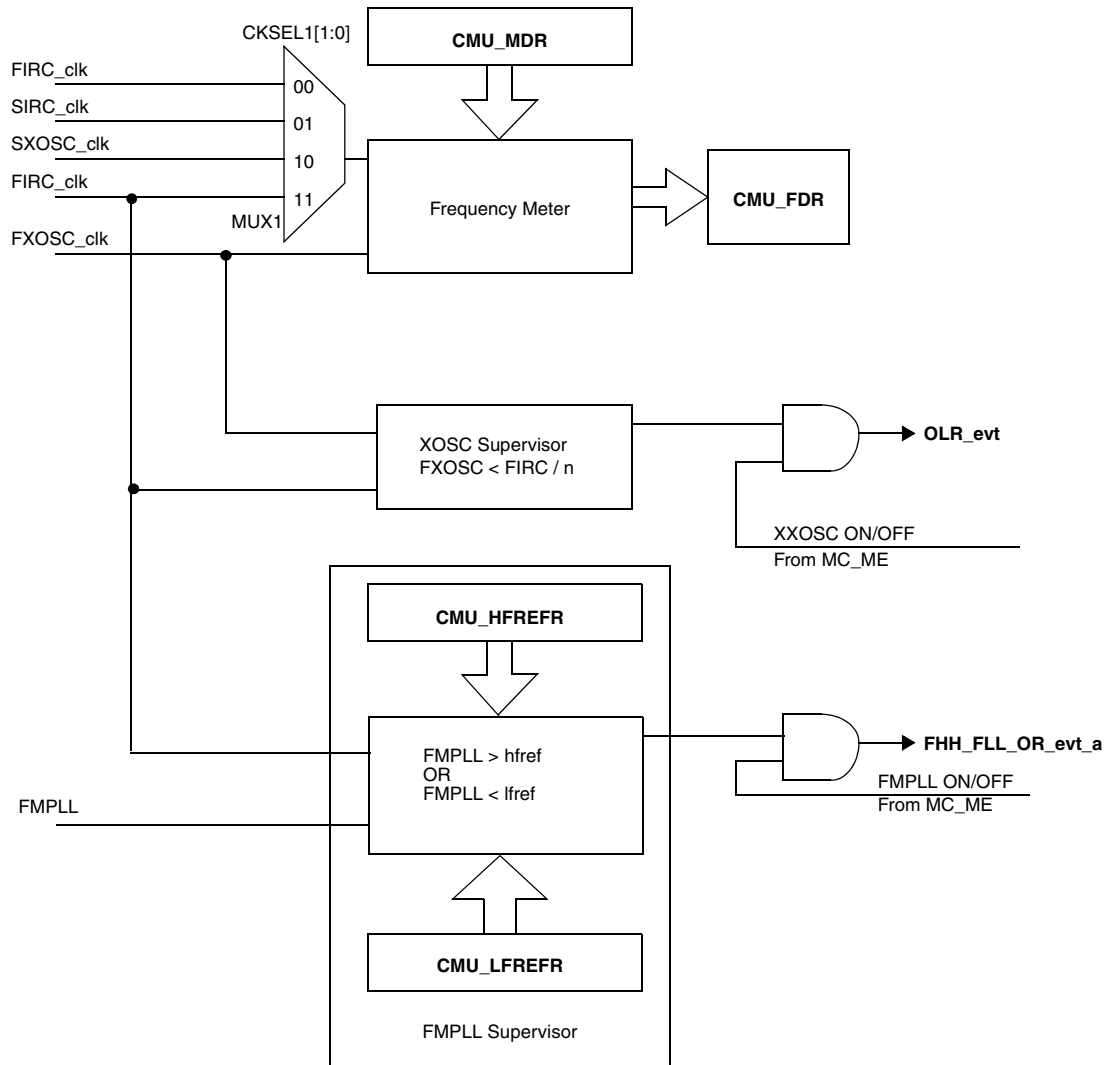 CKSEL1[1:0]
CMU_MDR
FIRC_clk
00
SIRC_clk
01
SXOSC_clk
10
FIRC_clk
11
MUX1
FXOSC_clk
Frequency Meter
CMU_FDR
XOSC Supervisor
FXOSC < FIRC / n
OLR_evt
XXOSC ON/OFF
From MC_ME
CMU_HFREFR
FMPLL > hfref
OR
FMPLL < lfref
FHH_FLL_OR_evt_a
FMPLL ON/OFF
From MC_ME
FMPLL
CMU_LFREFR
FMPLL Supervisor